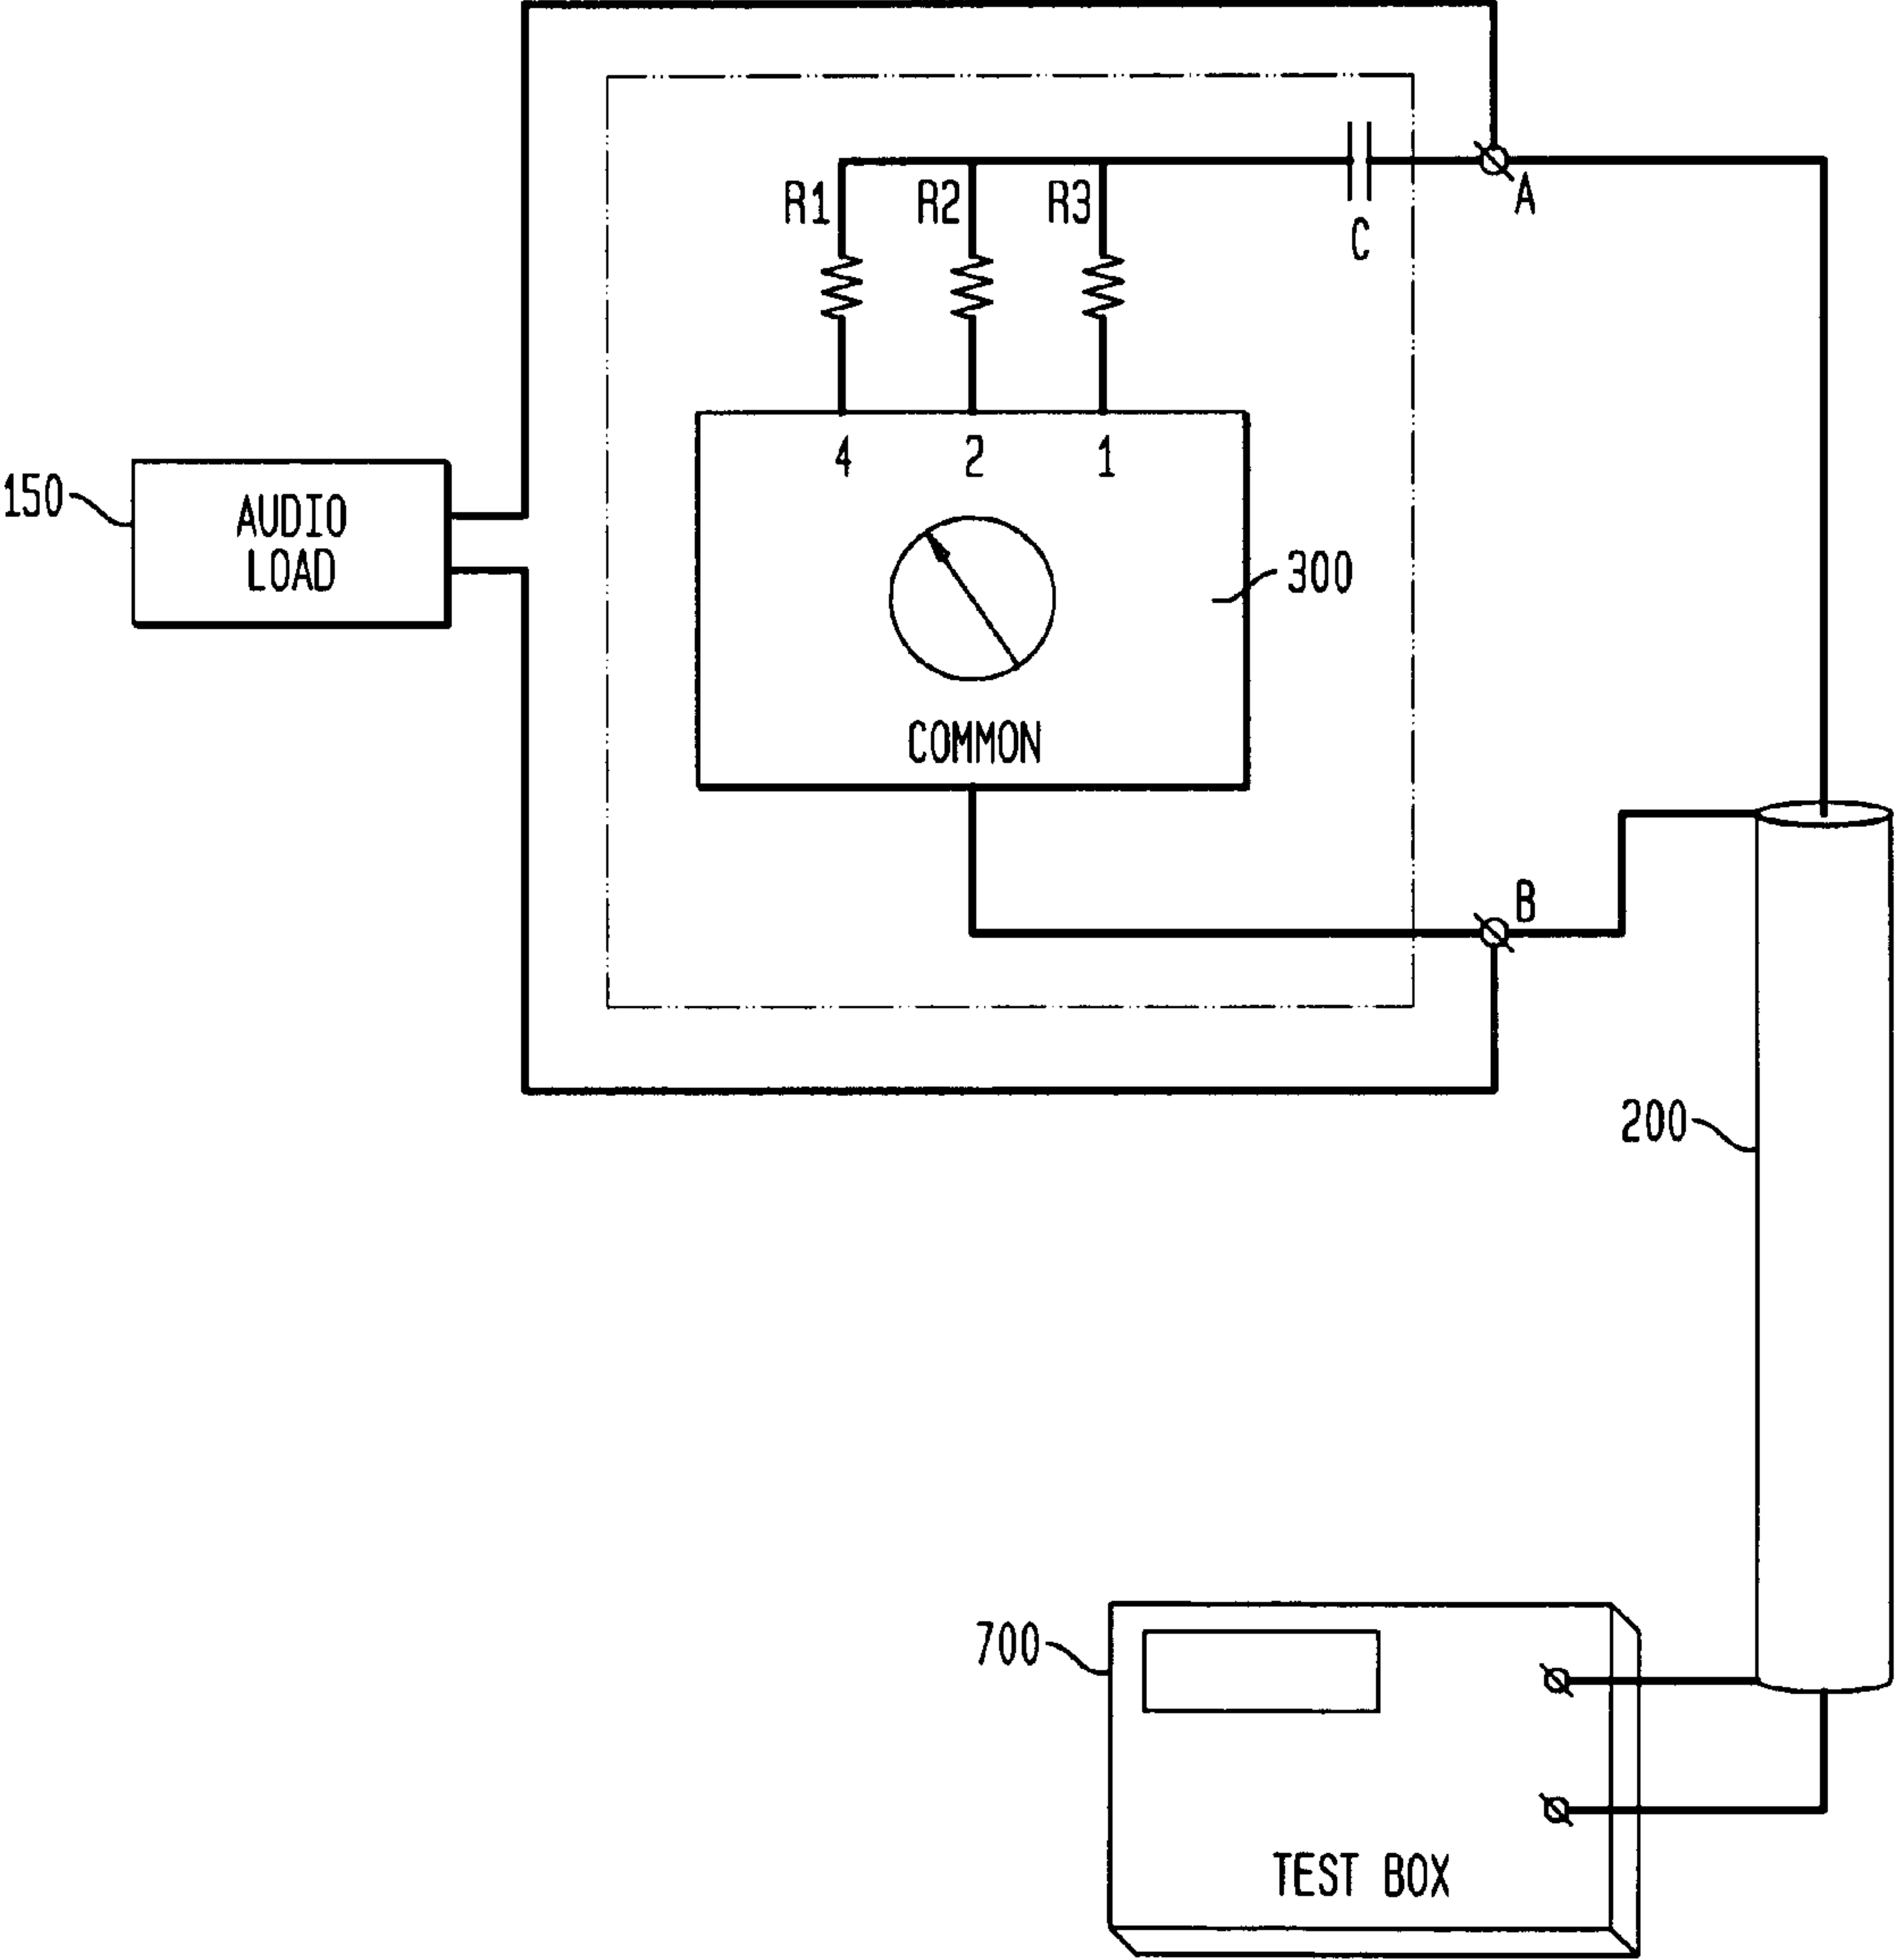 R1 R2 R3
A
C
4 2 1
150
AUDIO
LOAD
300
COMMON
B
200
700
TEST BOX